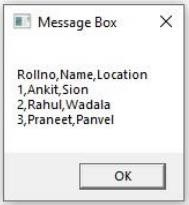 Message Box
Rollno,Name,Location
1,Ankit,Sion
2,Rahul,Wadala
3,Praneet,Panvel
OK